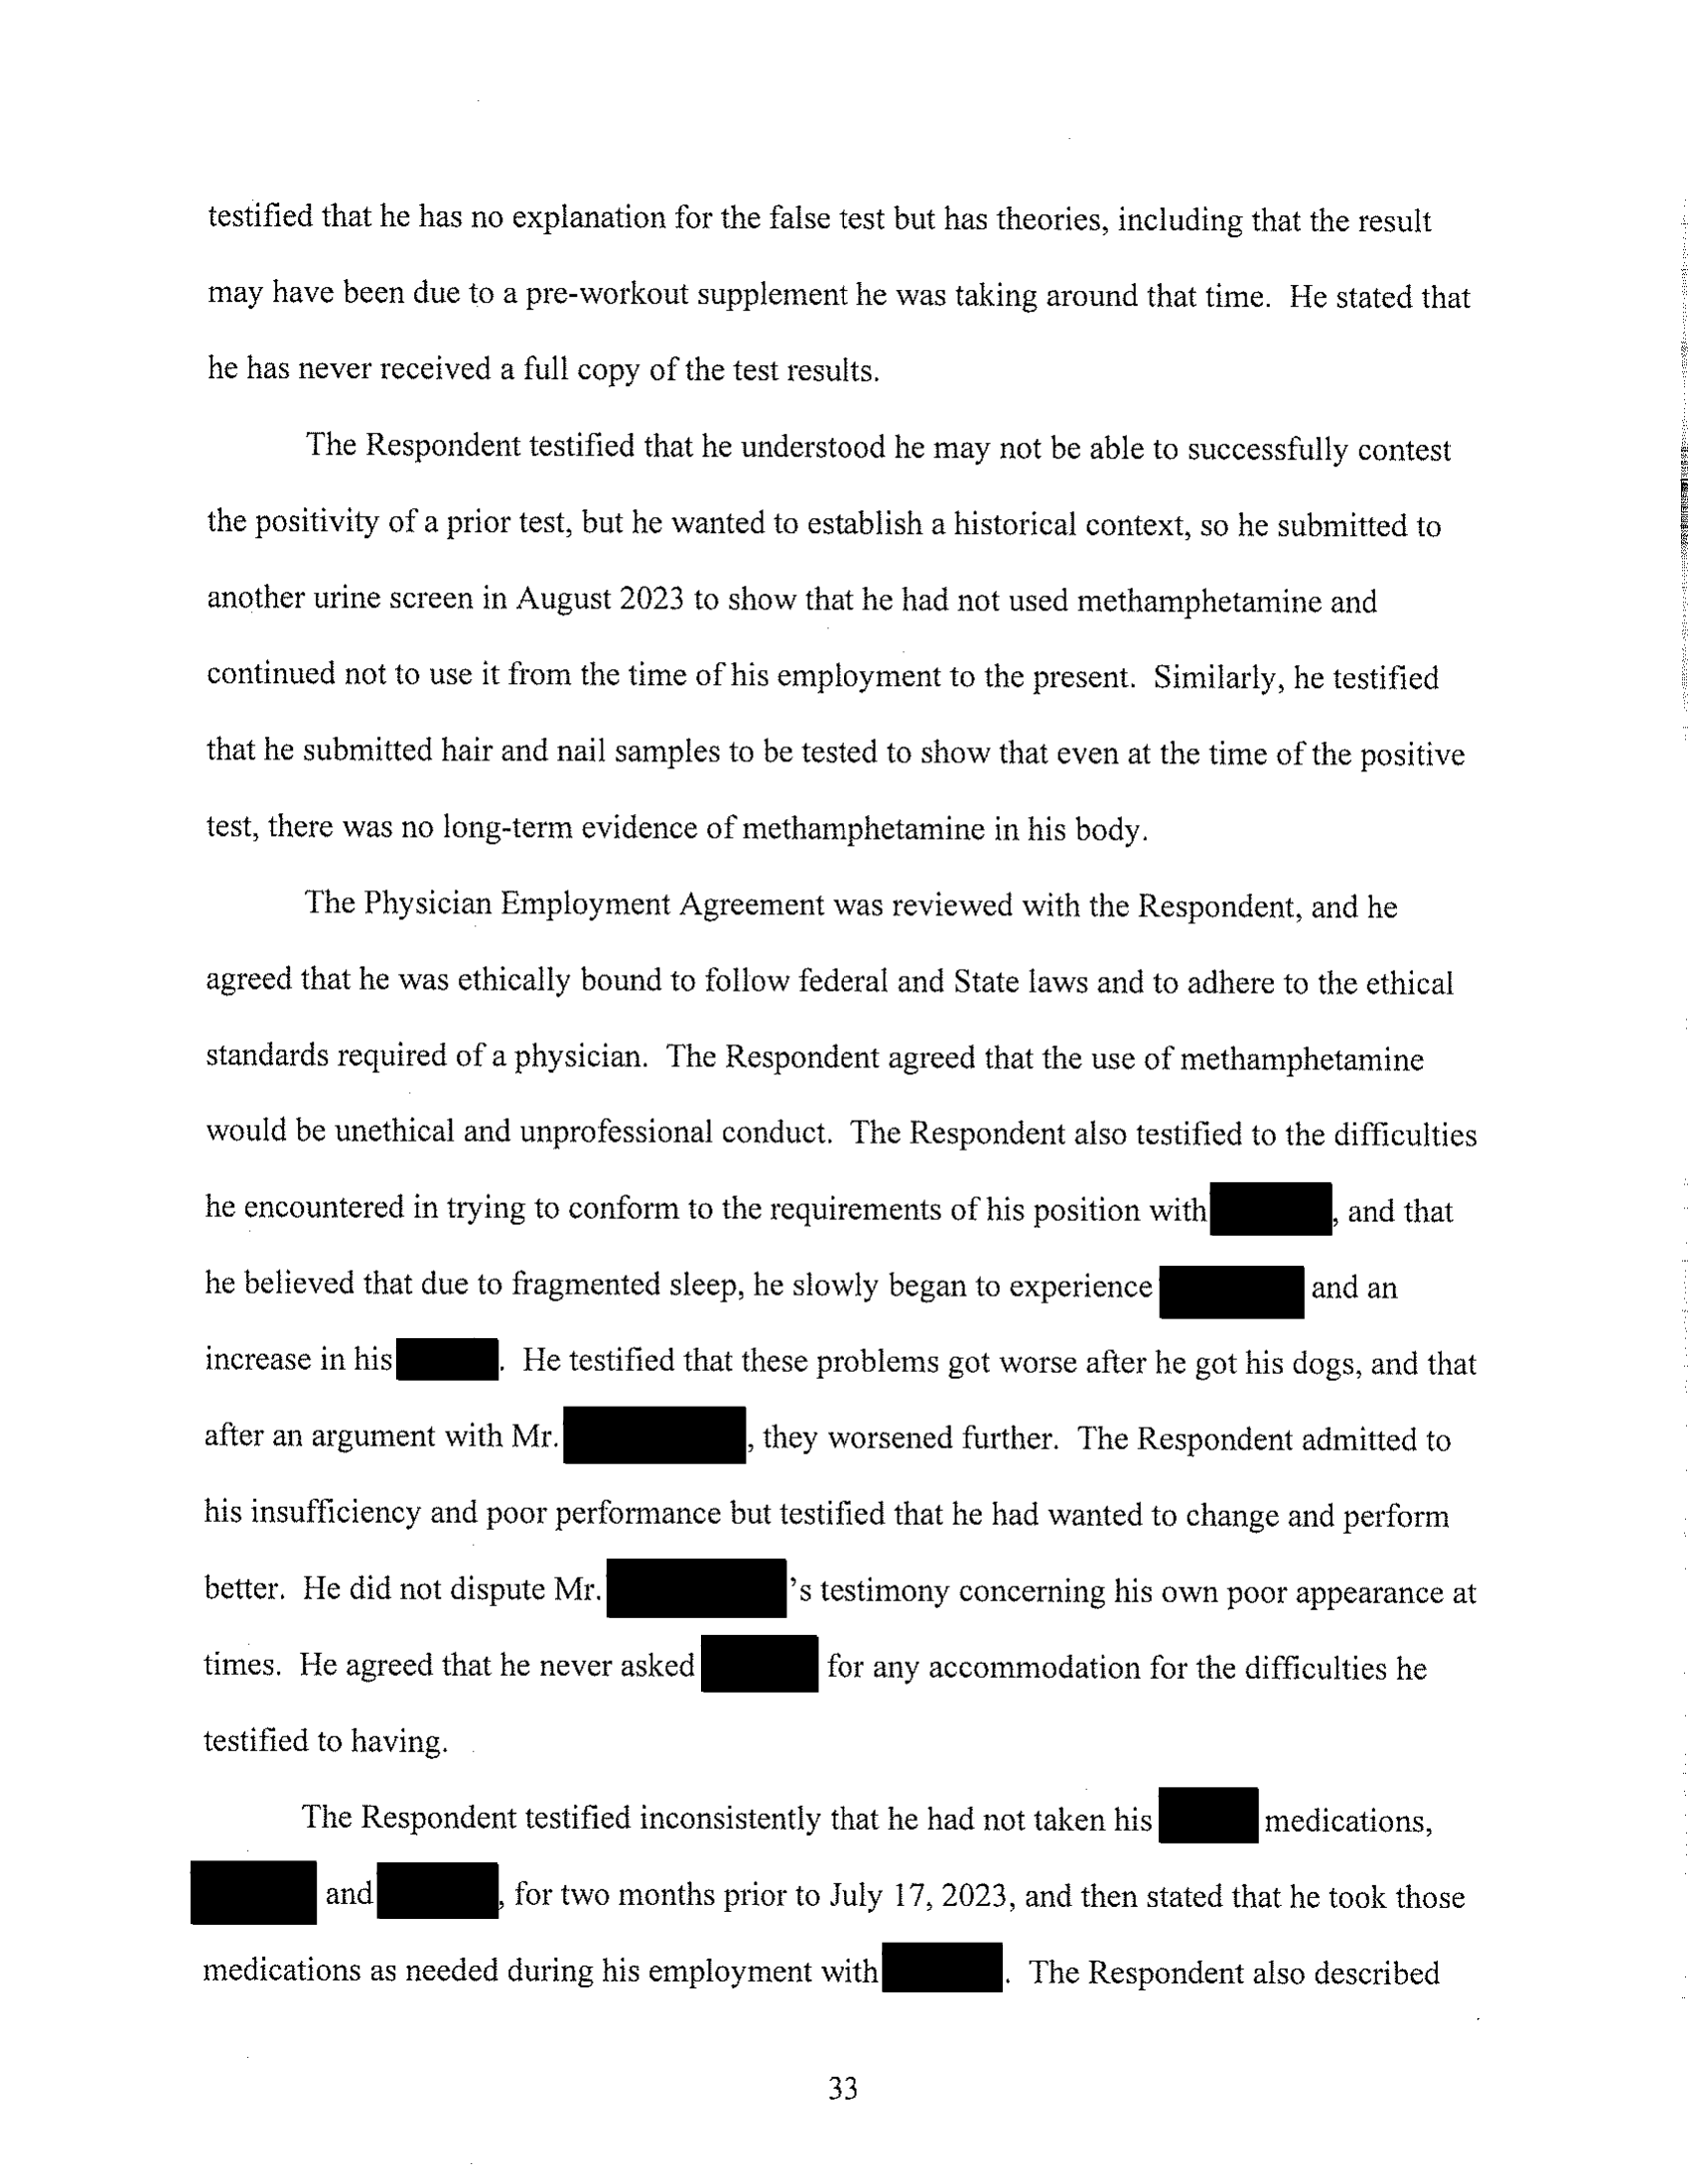 testified that he has no explanation for the false test but has theories, including that the result
may have been due to a pre-workout supplement he was taking around that time. He stated that
he has never received a full copy of the test results.
The Respondent testified that he understood he may not be able to successfully contest
the positivity of a prior test, but he wanted to establish a historical context, so he submitted to
another urine screen in August 2023 to show that he had not used methamphetamine and
continued not to use it from the time of his employment to the present. Similarly, he testified
that he submitted hair and nail samples to be tested to show that even at the time of the positive
test, there was no long-term evidence of methamphetamine in his body.
The Physician Employment Agreement was reviewed with the Respondent, and he
agreed that he was ethically bound to follow federal and State laws and to adhere to the ethical
standards required of a physician. The Respondent agreed that the use of methamphetamine
would be unethical and unprofessional conduct. The Respondent also testified to the difficulties
he encountered in trying to conform to the requirements of his position with , and that
he believed that due to fragmented sleep, he slowly began to experience and an
increase in his . He testified that these problems got worse after he got his dogs, and that
after an argument with Mr. , they worsened further. The Respondent admitted to
his insufficiency and poor performance but testified that he had wanted to change and perform
better. He did not dispute Mr. 's testimony concerning his own poor appearance at
times. He agreed that he never asked for any accommodation for the difficulties he
testified to having.
The Respondent testified inconsistently that he had not taken his medications,
and , for two months prior to July 17, 2023, and then stated that he took those
medications as needed during his employment with . The Respondent also described
33